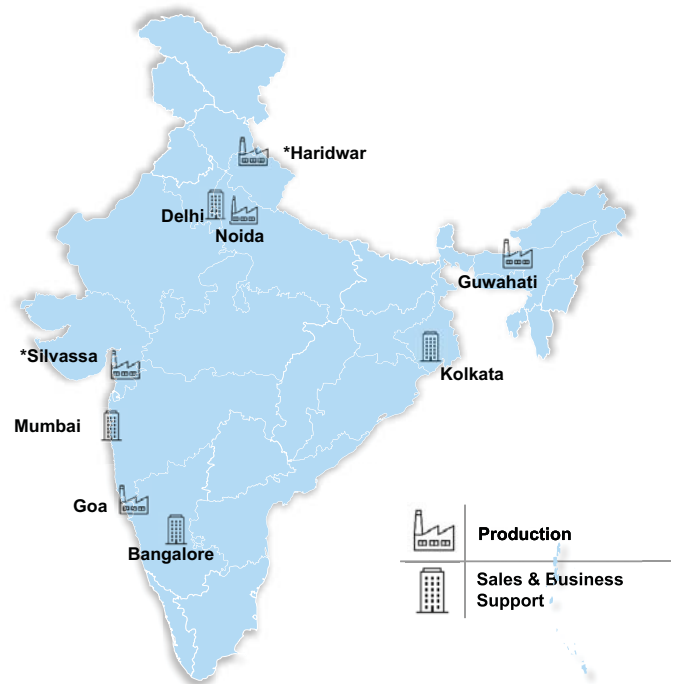 *Haridwar
Delhi
Noida
Guwahati
*Silvassa
Kolkata
Mumbai
Goa
Bangalore
Production
Sales & Business
Support